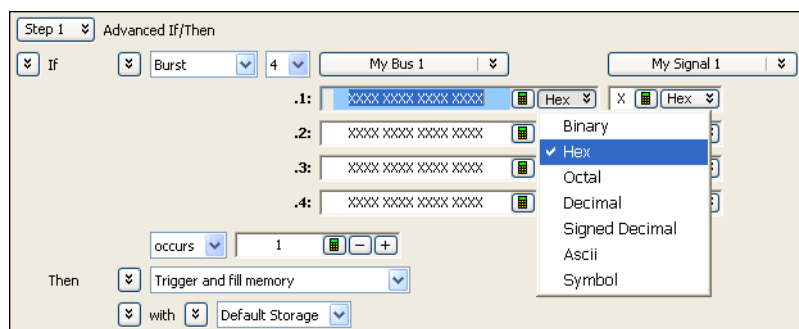 Step 1 Advanced If/Then
If Burst 4 My Bus 1 My Signal 1
.1: XXXX XXXX XXXX XXXX Hex X Hex
.2: XXXX XXXX XXXX XXXX
.3: XXXX XXXX XXXX XXXX
.4: XXXX XXXX XXXX XXXX
Binary
Hex
Octal
Decimal
Signed Decimal
Ascii
Symbol
occurs 1 − +
Then Trigger and fill memory
with Default Storage